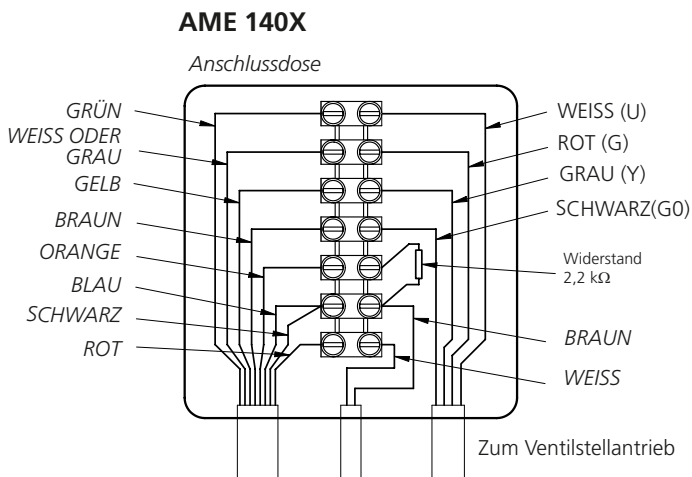 AME 140X
Anschlussdose
GRÜN
WEISS ODER
GRAU
GELB
BRAUN
ORANGE
BLAU
SCHWARZ
ROT
WEISS (U)
ROT (G)
GRAU (Y)
SCHWARZ(G0)
Widerstand
2,2 kΩ
BRAUN
WEISS
Zum Ventilstellantrieb